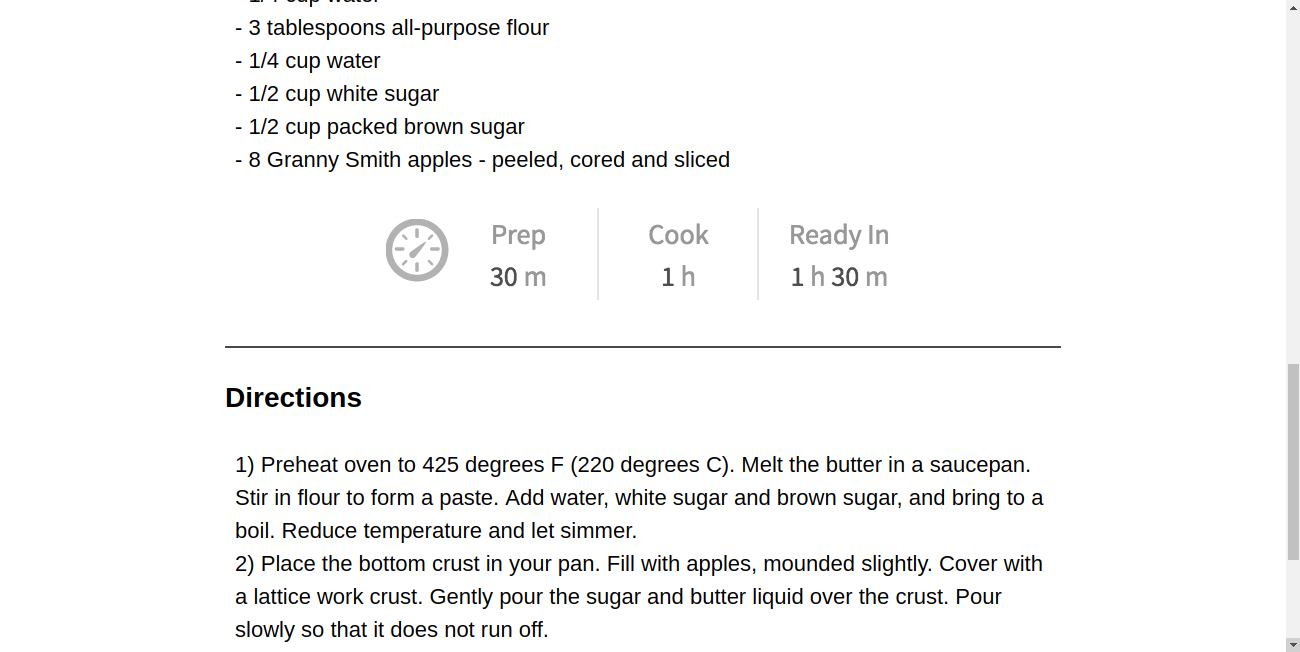 - 3 tablespoons all-purpose flour
- 1/4 cup water
- 1/2 cup white sugar
- 1/2 cup packed brown sugar
- 8 Granny Smith apples - peeled, cored and sliced
Prep Cook Ready In
30 m 1 h 1 h 30 m
Directions
1) Preheat oven to 425 degrees F (220 degrees C). Melt the butter in a saucepan.
Stir in flour to form a paste. Add water, white sugar and brown sugar, and bring to a
boil. Reduce temperature and let simmer.
2) Place the bottom crust in your pan. Fill with apples, mounded slightly. Cover with
a lattice work crust. Gently pour the sugar and butter liquid over the crust. Pour
slowly so that it does not run off.